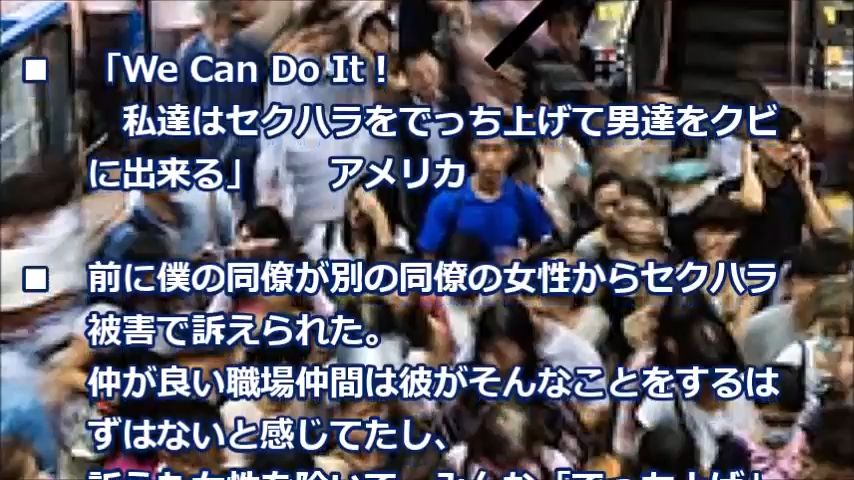 ■ 「We Can Do It！
私達はセクハラをでっち上げて男達をクビ
に出来る」 アメリカ
■ 前に僕の同僚が別の同僚の女性からセクハラ
被害で訴えられた。
仲が良い職場仲間は彼がそんなことをするは
ずはないと感じてたし、